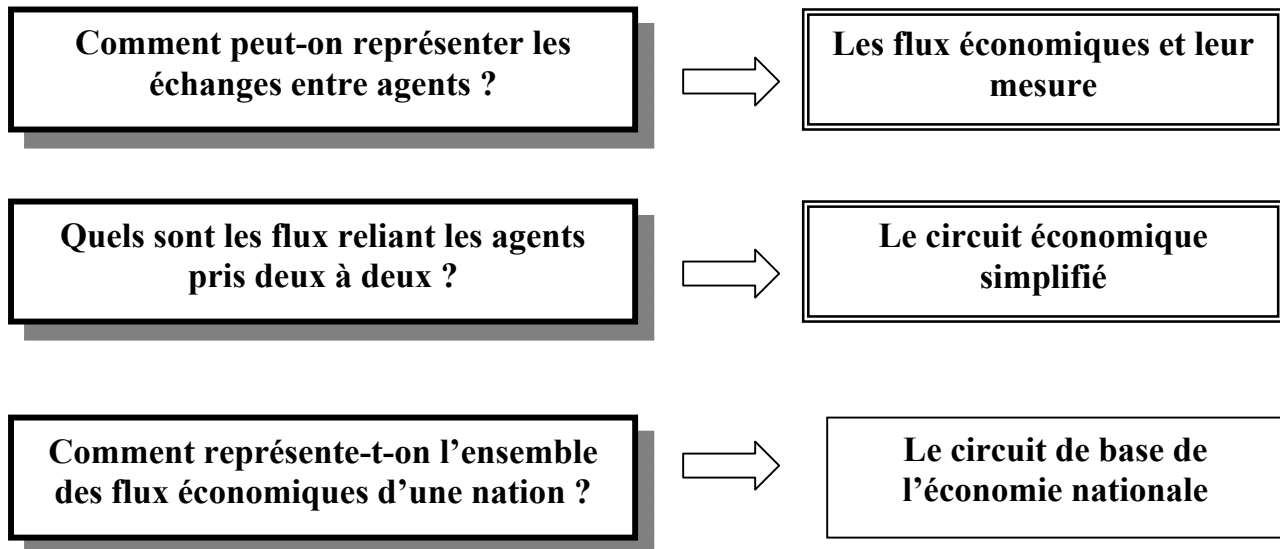 Comment peut-on représenter les
échanges entre agents ?
Les flux économiques et leur
mesure
Quels sont les flux reliant les agents
pris deux à deux ?
Le circuit économique
simplifié
Comment représente-t-on l’ensemble
des flux économiques d’une nation ?
Le circuit de base de
l’économie nationale